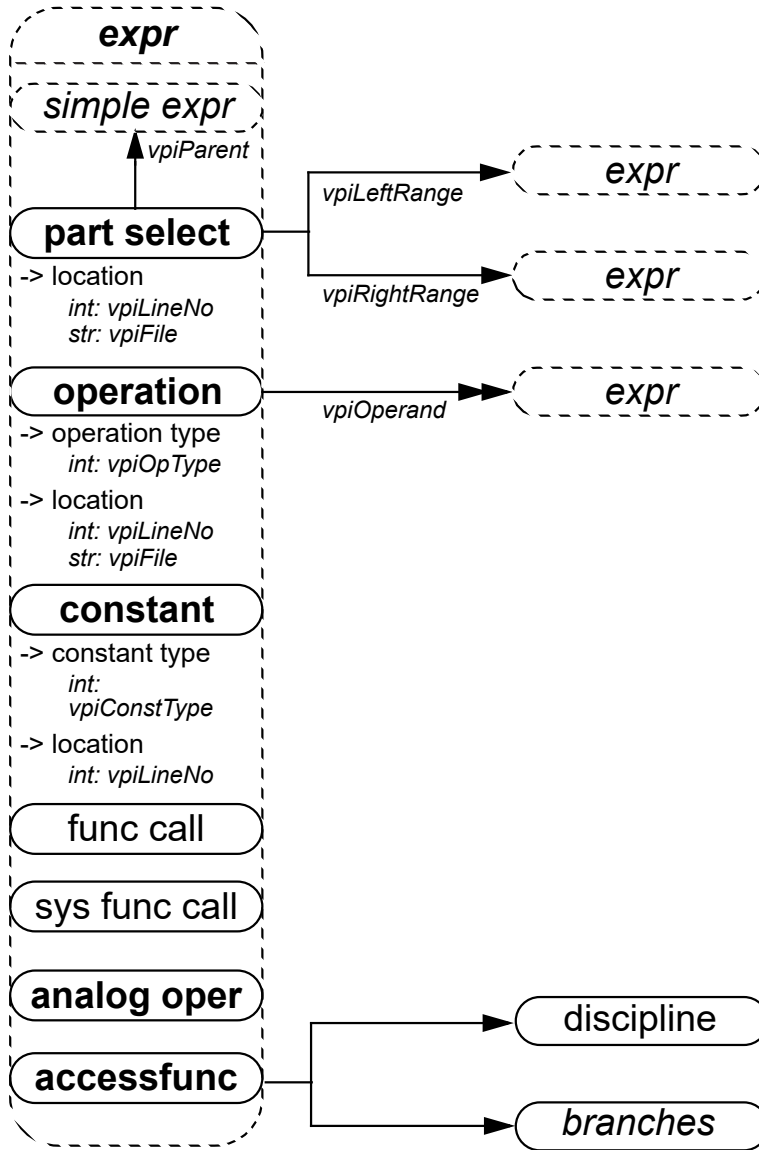 expr
simple expr
vpiParent
vpiLeftRange
expr
part select
vpiRightRange
expr
-> location
int: vpiLineNo
str: vpiFile
operation
vpiOperand
expr
-> operation type
int: vpiOpType
-> location
int: vpiLineNo
str: vpiFile
constant
-> constant type
int:
vpiConstType
-> location
int: vpiLineNo
func call
sys func call
analog oper
discipline
accessfunc
branches